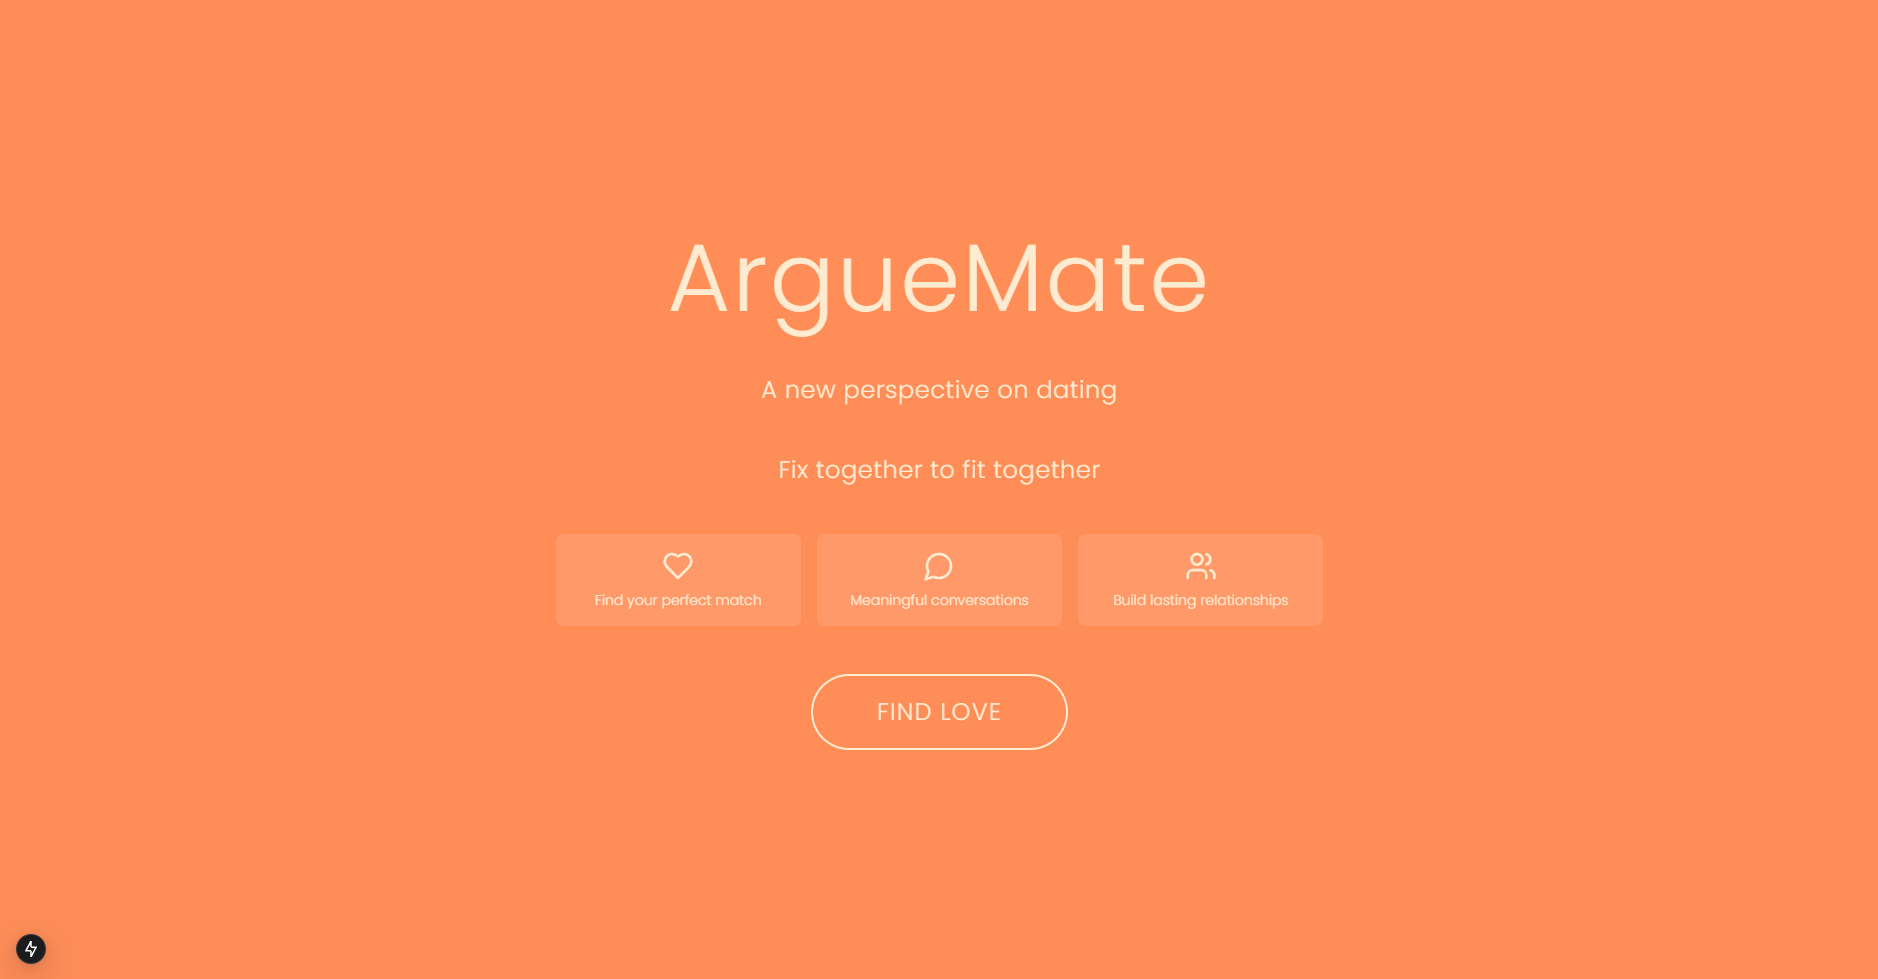 ArgueMate
A new perspective on dating
Fix together to fit together
Find your perfect match
Meaningful conversations
Build lasting relationships
FIND LOVE